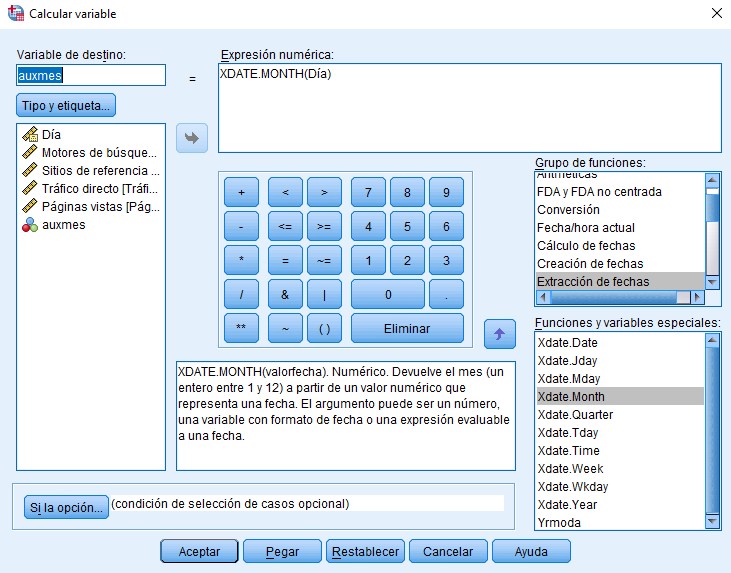 Calcular variable
Variable de destino:
auxmes
=
Expresión numérica:
XDATE.MONTH(Día)
Tipo y etiqueta...
Día
Motores de búsque...
Sitios de referencia ...
Tráfico directo [Tráfi...
Páginas vistas [Pág...
auxmes
+ < > 7 8 9
- <= >= 4 5 6
* = ~= 1 2 3
/ & | 0 .
** ~ ( ) Eliminar
Grupo de funciones:
Aritméticas
FDA y FDA no centrada
Conversión
Fecha/hora actual
Cálculo de fechas
Creación de fechas
Extracción de fechas
Funciones y variables especiales:
Xdate.Date
Xdate.Jday
Xdate.Mday
Xdate.Month
Xdate.Quarter
Xdate.Tday
Xdate.Time
Xdate.Week
Xdate.Wkday
Xdate.Year
Yrmoda
XDATE.MONTH(valorfecha). Numérico. Devuelve el mes (un
entero entre 1 y 12) a partir de un valor numérico que
representa una fecha. El argumento puede ser un número,
una variable con formato de fecha o una expresión evaluable
a una fecha.
Si la opción... (condición de selección de casos opcional)
Aceptar Pegar Restablecer Cancelar Ayuda